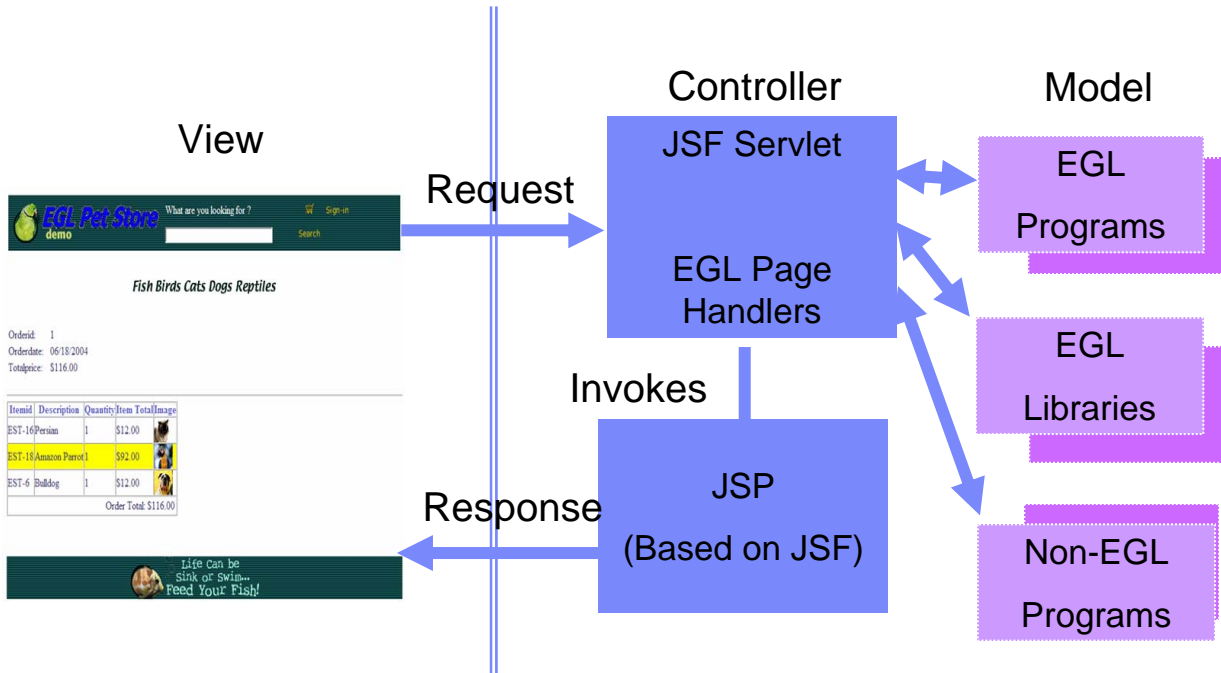 View
EGL Pet Store
demo
What are you looking for ?
Sign-in
Search
Fish Birds Cats Dogs Reptiles
Orderid: 1
Orderdate: 06/18/2004
Totalprice: $116.00
Itemid Description Quantity Item Total Image
EST-16 Persian 1 $12.00
EST-18 Amazon Parrot 1 $92.00
EST-6 Bulldog 1 $12.00
Order Total: $116.00
Life Can be
Sink or Swim...
Feed Your Fish!
Request
Response
Controller
JSF Servlet
EGL Page
Handlers
Invokes
JSP
(Based on JSF)
Model
EGL
Programs
EGL
Libraries
Non-EGL
Programs